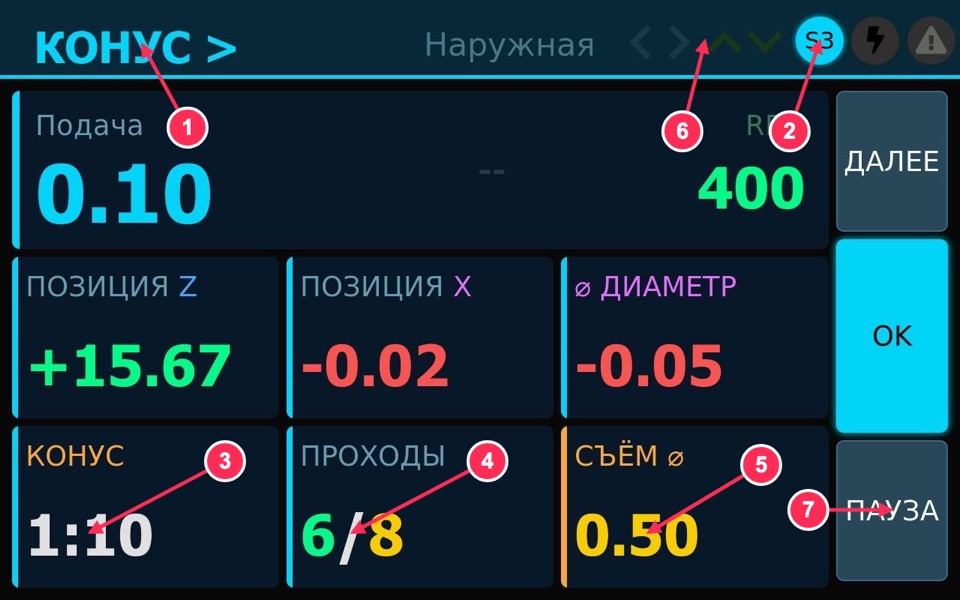 КОНУС >
Наружная
S3
1
6
2
Подача
0.10
--
400
ДАЛЕЕ
ПОЗИЦИЯ Z
+15.67
ПОЗИЦИЯ X
-0.02
⌀ ДИАМЕТР
-0.05
OK
КОНУС
3
1:10
ПРОХОДЫ
4
6/8
СЪЁМ ⌀
5
0.50
7
ПАУЗА